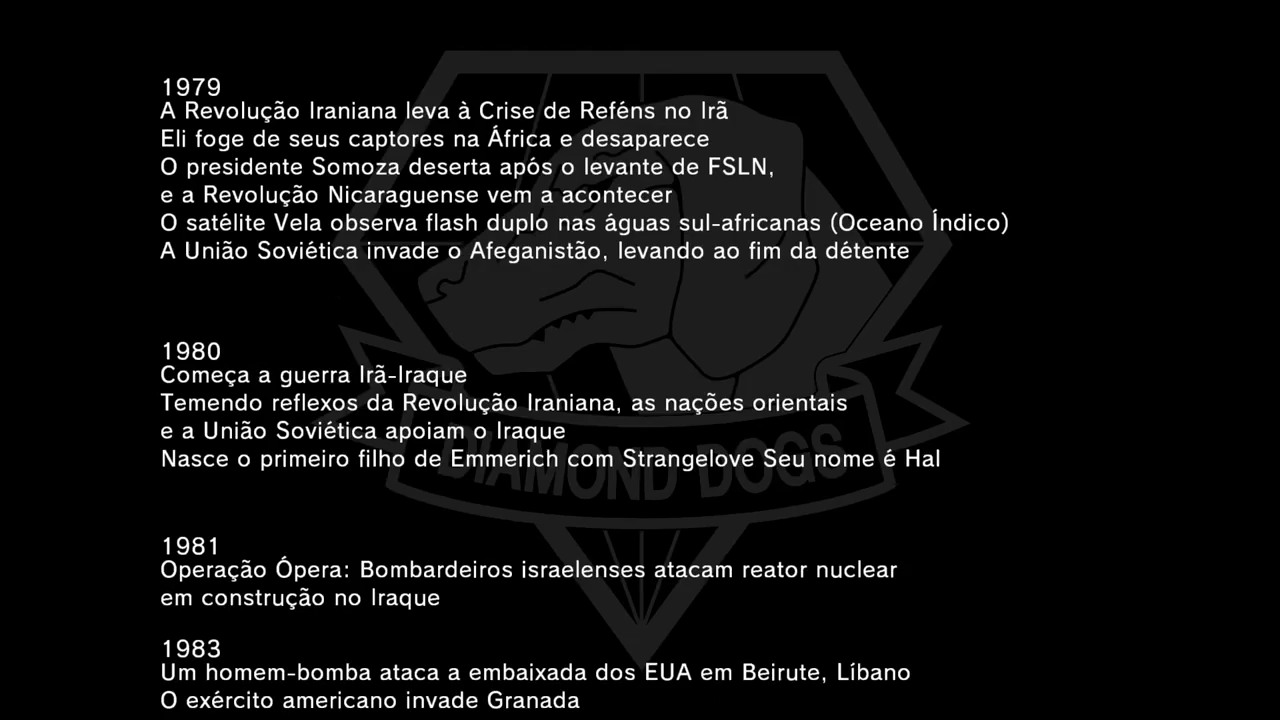 1979
A Revolução Iraniana leva à Crise de Reféns no Irã
Eli foge de seus captores na África e desaparece
O presidente Somoza deserta após o levante de FSLN,
e a Revolução Nicaraguense vem a acontecer
O satélite Vela observa flash duplo nas águas sul-africanas (Oceano Índico)
A União Soviética invade o Afeganistão, levando ao fim da détente
1980
Começa a guerra Irã-Iraque
Temendo reflexos da Revolução Iraniana, as nações orientais
e a União Soviética apoiam o Iraque
Nasce o primeiro filho de Emmerich com Strangelove Seu nome é Hal
DIAMOND DOGS
1981
Operação Ópera: Bombardeiros israelenses atacam reator nuclear
em construção no Iraque
1983
Um homem-bomba ataca a embaixada dos EUA em Beirute, Líbano
O exército americano invade Granada